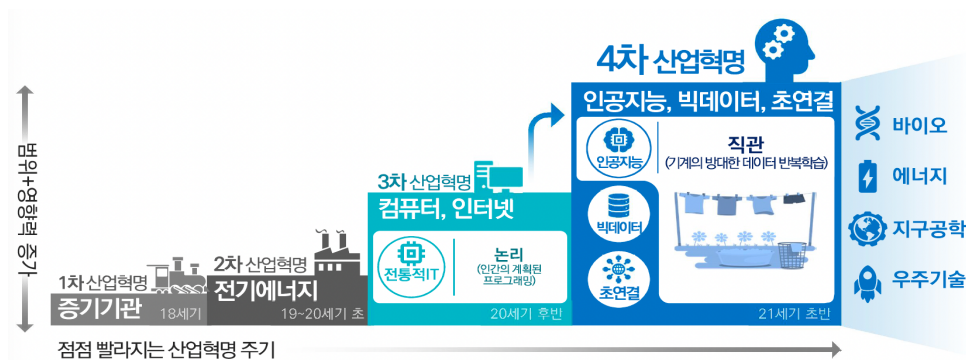 4차 산업혁명
인공지능, 빅데이터, 초연결
인공지능
직관
(기계의 방대한 데이터 반복학습)
빅데이터
초연결
21세기 초반
바이오
에너지
지구공학
우주기술
3차 산업혁명
컴퓨터, 인터넷
전통적IT
논리
(인간의 계획된
프로그래밍)
20세기 후반
2차 산업혁명
전기에너지
19~20세기 초
1차 산업혁명
증기기관
18세기
범위+영향력 증가
점점 빨라지는 산업혁명 주기